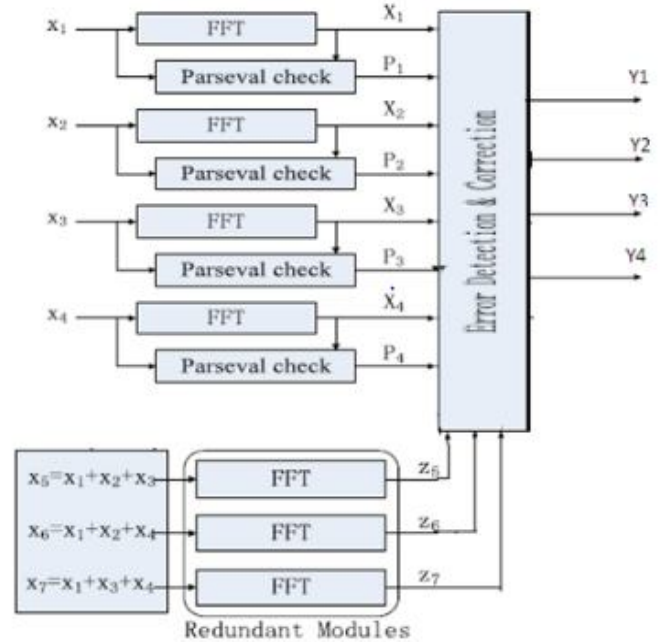 x₁ FFT X₁
Parseval check P₁
x₂ FFT X₂
Parseval check P₂
x₃ FFT X₃
Parseval check P₃
x₄ FFT X₄
Parseval check P₄
Error Detection & Correction
Y1
Y2
Y3
Y4
x₅=x₁+x₂+x₃ FFT z₅
x₆=x₁+x₂+x₄ FFT z₆
x₇=x₁+x₃+x₄ FFT z₇
Redundant Modules